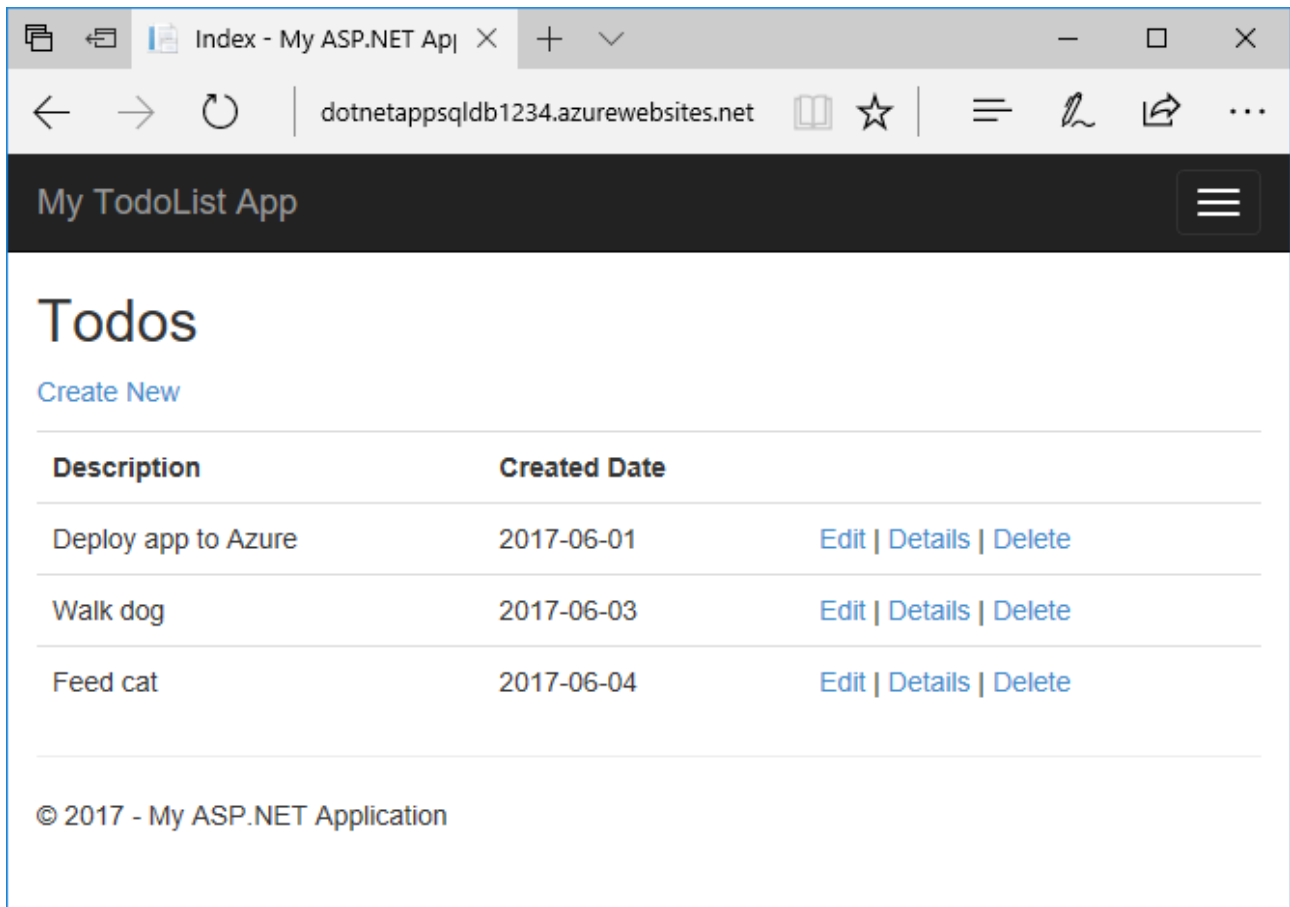 Index - My ASP.NET Ap
dotnetappsqldb1234.azurewebsites.net
My TodoList App
Todos
Create New
Description Created Date
Deploy app to Azure 2017-06-01 Edit | Details | Delete
Walk dog 2017-06-03 Edit | Details | Delete
Feed cat 2017-06-04 Edit | Details | Delete
© 2017 - My ASP.NET Application